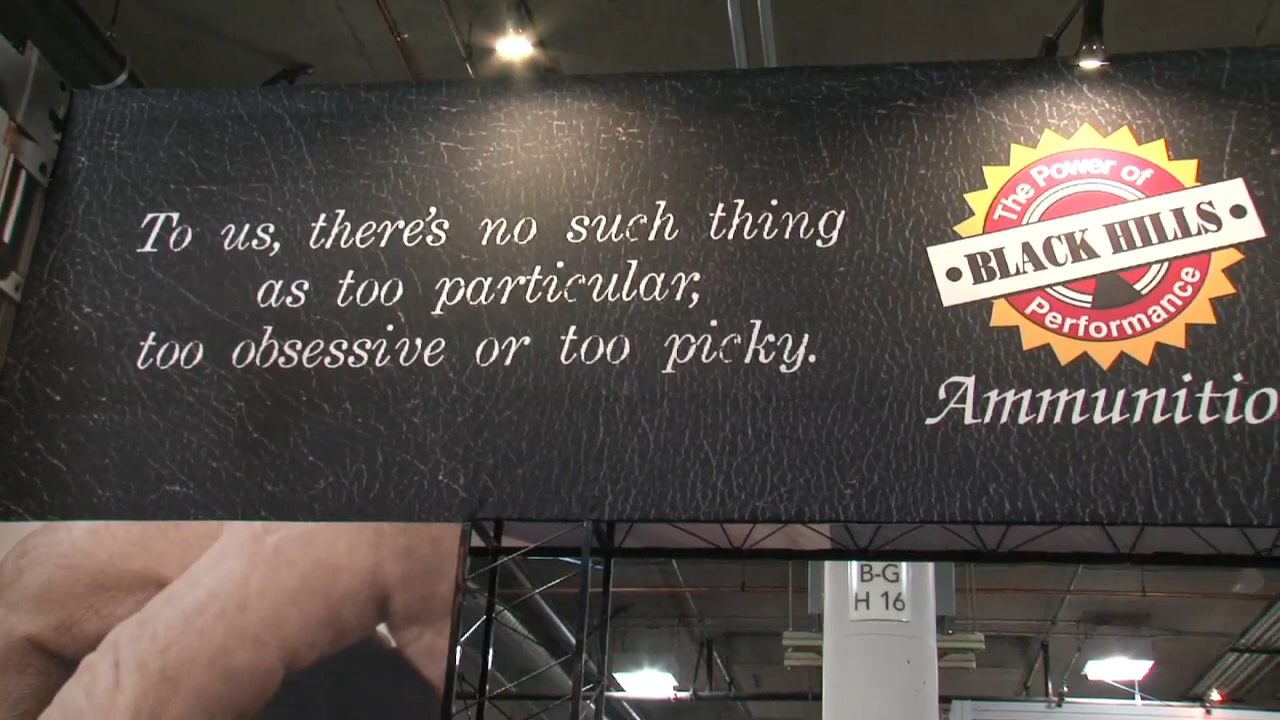 To us, there's no such thing
as too particular,
too obsessive or too picky.
The Power of
•BLACK HILLS•
Performance
Ammunitio
B-G
H 16